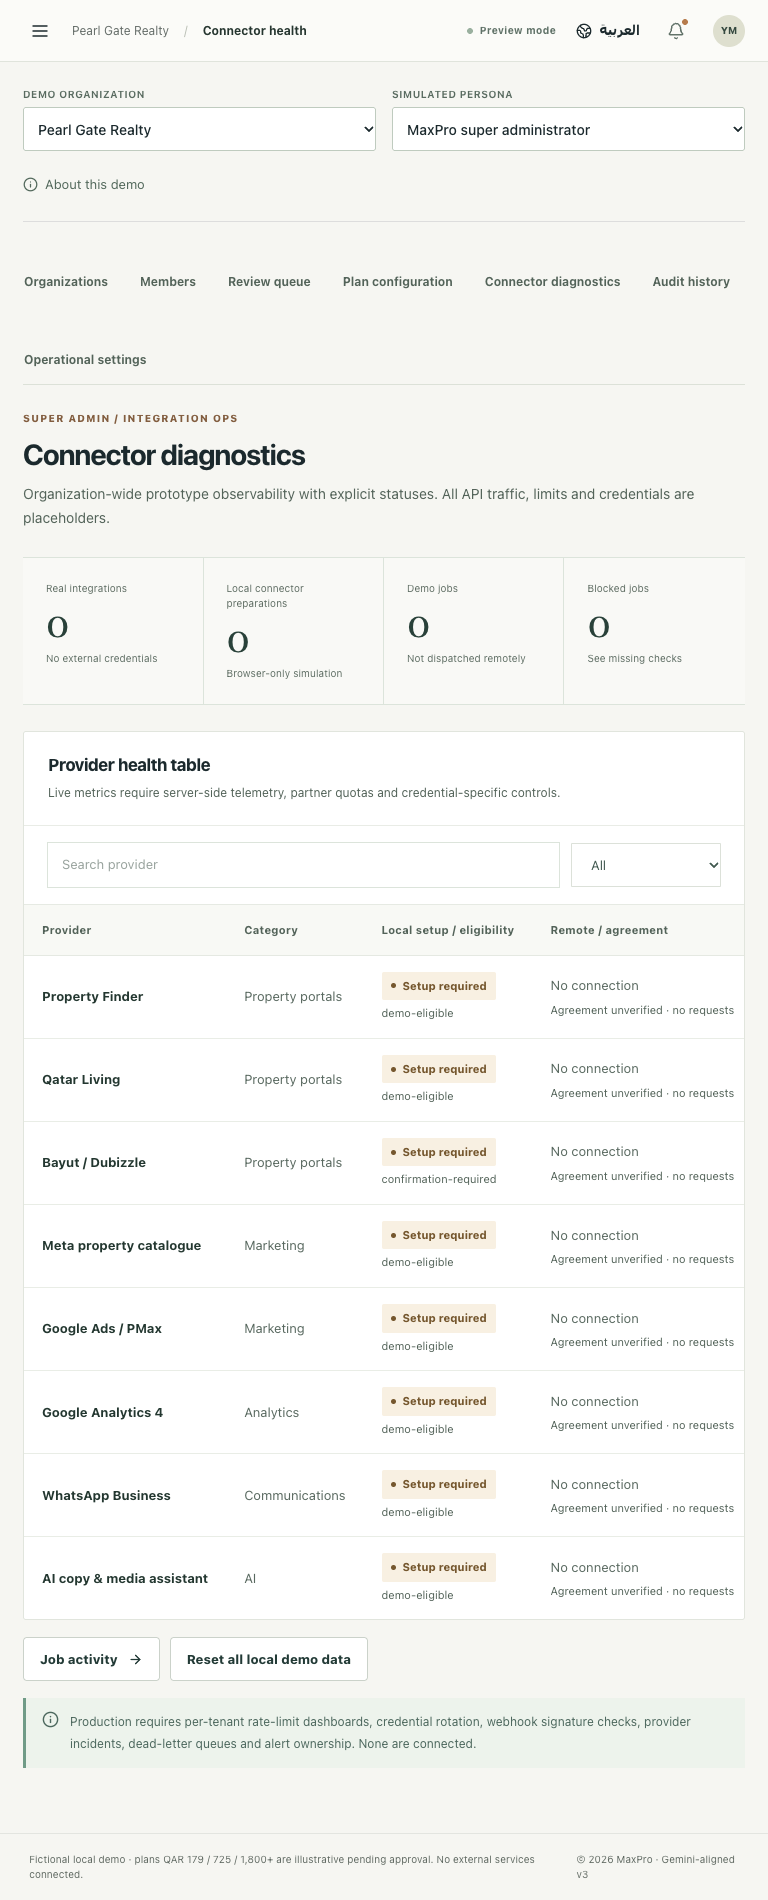 Pearl Gate Realty / Connector health
Preview mode
العربية
YM
DEMO ORGANIZATION
Pearl Gate Realty
SIMULATED PERSONA
MaxPro super administrator
About this demo
Organizations Members Review queue Plan configuration Connector diagnostics Audit history
Operational settings
SUPER ADMIN / INTEGRATION OPS
Connector diagnostics
Organization-wide prototype observability with explicit statuses. All API traffic, limits and credentials are
placeholders.
Real integrations
0
No external credentials
Local connector
preparations
0
Browser-only simulation
Demo jobs
0
Not dispatched remotely
Blocked jobs
0
See missing checks
Provider health table
Live metrics require server-side telemetry, partner quotas and credential-specific controls.
Search provider
All
Provider Category Local setup / eligibility Remote / agreement
Property Finder Property portals Setup required No connection
demo-eligible Agreement unverified · no requests
Qatar Living Property portals Setup required No connection
demo-eligible Agreement unverified · no requests
Bayut / Dubizzle Property portals Setup required No connection
confirmation-required Agreement unverified · no requests
Meta property catalogue Marketing Setup required No connection
demo-eligible Agreement unverified · no requests
Google Ads / PMax Marketing Setup required No connection
demo-eligible Agreement unverified · no requests
Google Analytics 4 Analytics Setup required No connection
demo-eligible Agreement unverified · no requests
WhatsApp Business Communications Setup required No connection
demo-eligible Agreement unverified · no requests
AI copy & media assistant AI Setup required No connection
demo-eligible Agreement unverified · no requests
Job activity →
Reset all local demo data
Production requires per-tenant rate-limit dashboards, credential rotation, webhook signature checks, provider
incidents, dead-letter queues and alert ownership. None are connected.
Fictional local demo · plans QAR 179 / 725 / 1,800+ are illustrative pending approval. No external services
connected.
© 2026 MaxPro · Gemini-aligned
v3